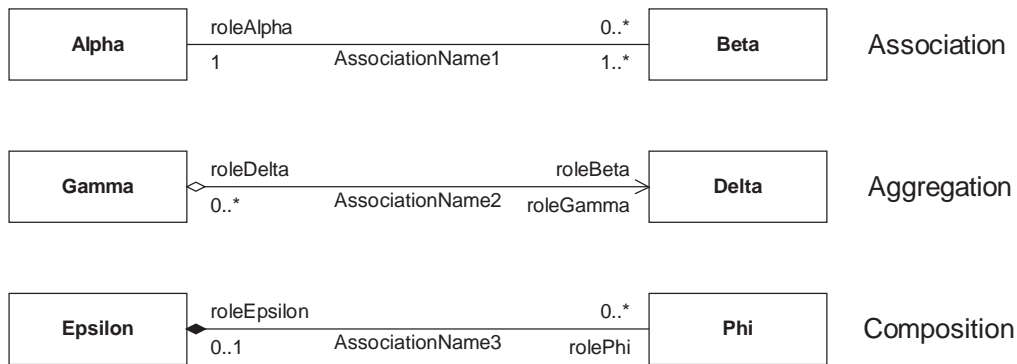 roleAlpha 0..*
Alpha Beta Association
1 AssociationName1 1..*
roleDelta roleBeta
Gamma Delta Aggregation
0..* AssociationName2 roleGamma
roleEpsilon 0..*
Epsilon Phi Composition
0..1 AssociationName3 rolePhi